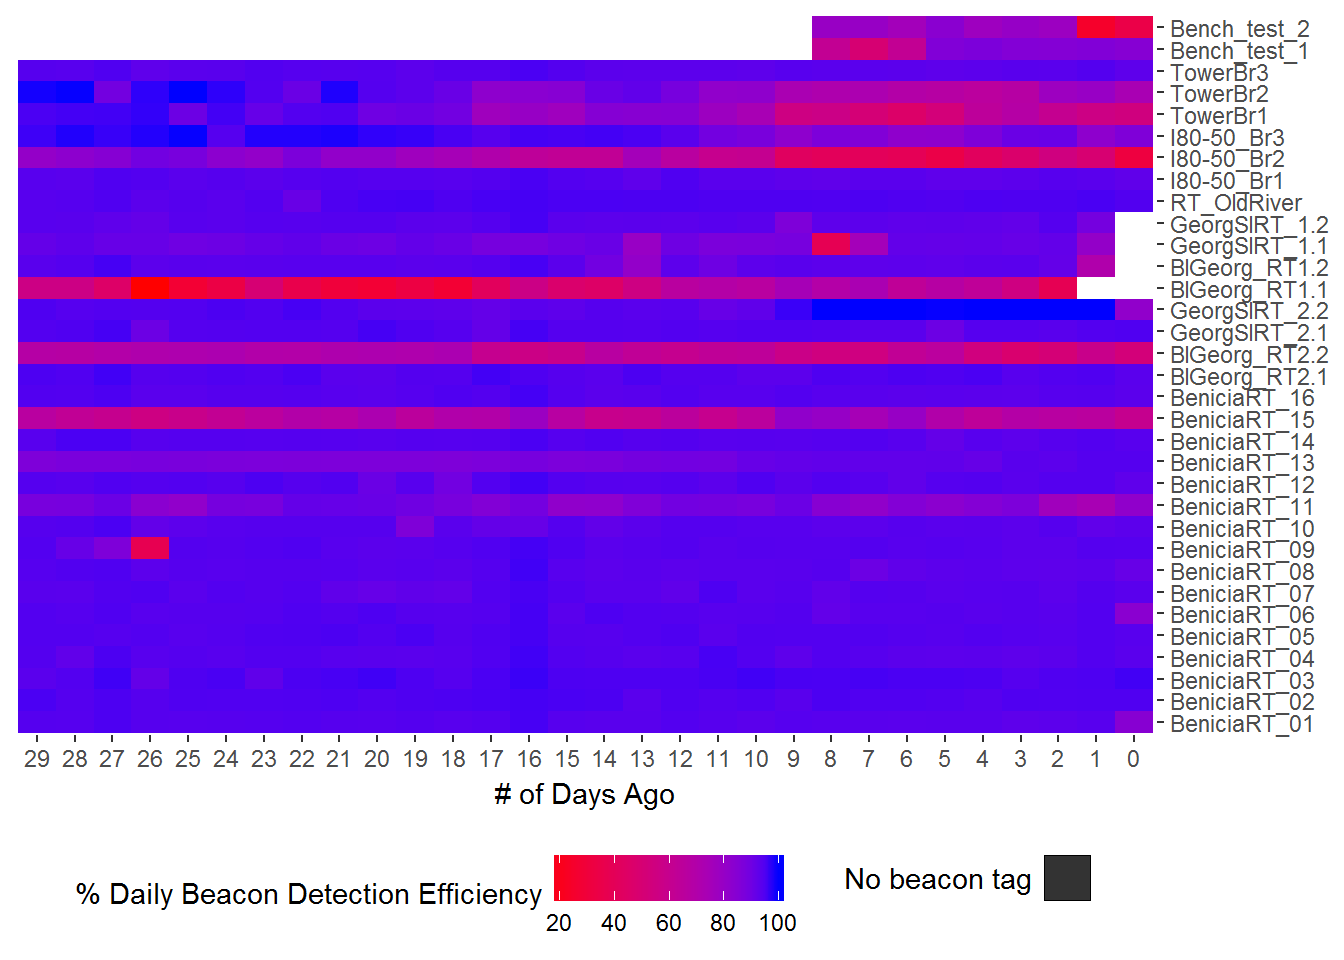 Bench_test_2
Bench_test_1
TowerBr3
TowerBr2
TowerBr1
I80-50_Br3
I80-50_Br2
I80-50_Br1
RT_OldRiver
GeorgSlRT_1.2
GeorgSlRT_1.1
BlGeorg_RT1.2
BlGeorg_RT1.1
GeorgSlRT_2.2
GeorgSlRT_2.1
BlGeorg_RT2.2
BlGeorg_RT2.1
BeniciaRT_16
BeniciaRT_15
BeniciaRT_14
BeniciaRT_13
BeniciaRT_12
BeniciaRT_11
BeniciaRT_10
BeniciaRT_09
BeniciaRT_08
BeniciaRT_07
BeniciaRT_06
BeniciaRT_05
BeniciaRT_04
BeniciaRT_03
BeniciaRT_02
BeniciaRT_01
29 28 27 26 25 24 23 22 21 20 19 18 17 16 15 14 13 12 11 10 9 8 7 6 5 4 3 2 1 0
# of Days Ago
% Daily Beacon Detection Efficiency
20 40 60 80 100
No beacon tag